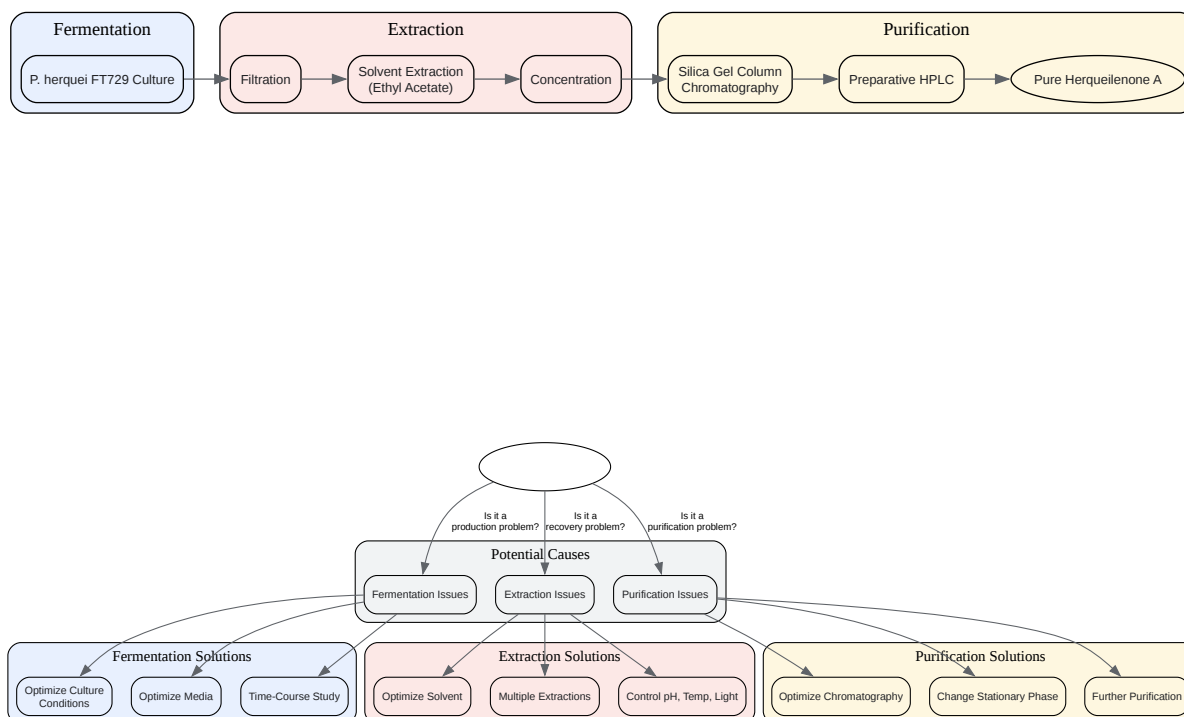 Fermentation
Extraction
Purification
P. herquei FT729 Culture
Filtration
Solvent Extraction
(Ethyl Acetate)
Concentration
Silica Gel Column
Chromatography
Preparative HPLC
Pure Herqueilenone A
Is it a
production problem?
Is it a
recovery problem?
Is it a
purification problem?
Potential Causes
Fermentation Issues
Extraction Issues
Purification Issues
Fermentation Solutions
Extraction Solutions
Purification Solutions
Optimize Culture
Conditions
Optimize Media
Time-Course Study
Optimize Solvent
Multiple Extractions
Control pH, Temp, Light
Optimize Chromatography
Change Stationary Phase
Further Purification